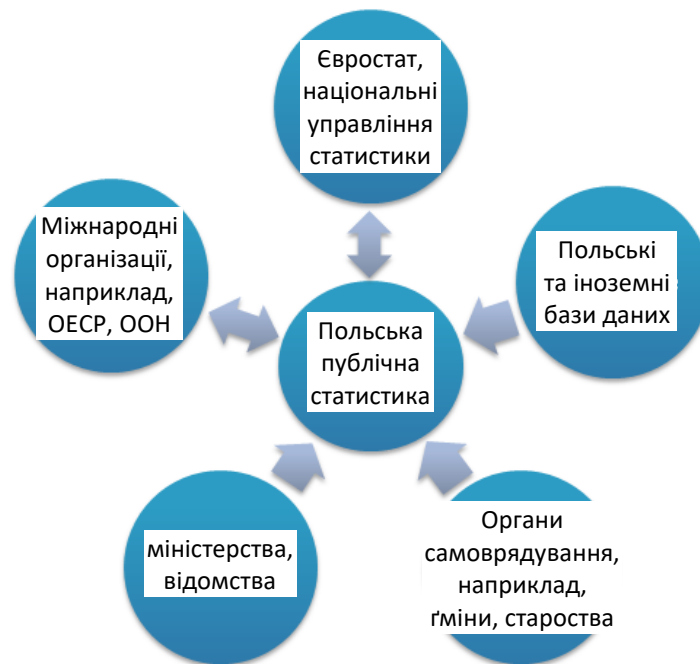 Євростат,
національні
управління
статистики
Міжнародні
організації,
наприклад,
ОЕСР, ООН
Польські
та іноземні
бази даних
Польська
публічна
статистика
міністерства,
відомства
Органи
самоврядування,
наприклад,
ґміни, староства